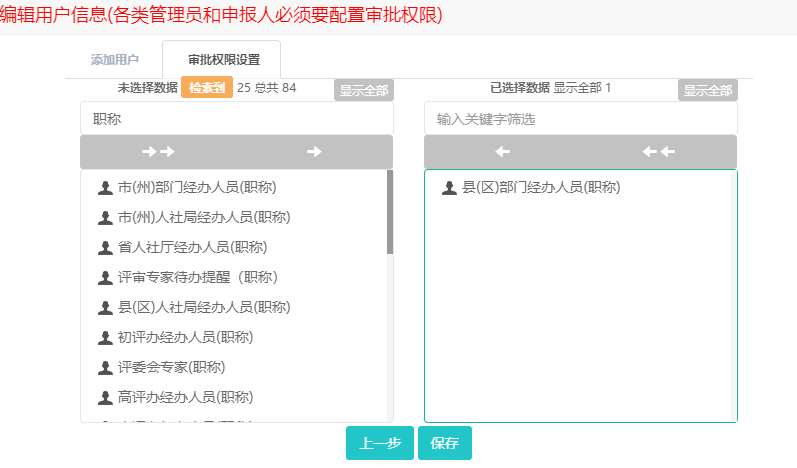 编辑用户信息(各类管理员和申报人必须要配置审批权限)
添加用户 审批权限设置
未选择数据 检索到 25 总共 84 显示全部
已选择数据 显示全部 1 显示全部
职称
输入关键字筛选
市(州)部门经办人员(职称)
市(州)人社局经办人员(职称)
省人社厅经办人员(职称)
评审专家待办提醒（职称）
县(区)人社局经办人员(职称)
初评办经办人员(职称)
评委会专家(职称)
高评办经办人员(职称)
县(区)部门经办人员(职称)
上一步 保存